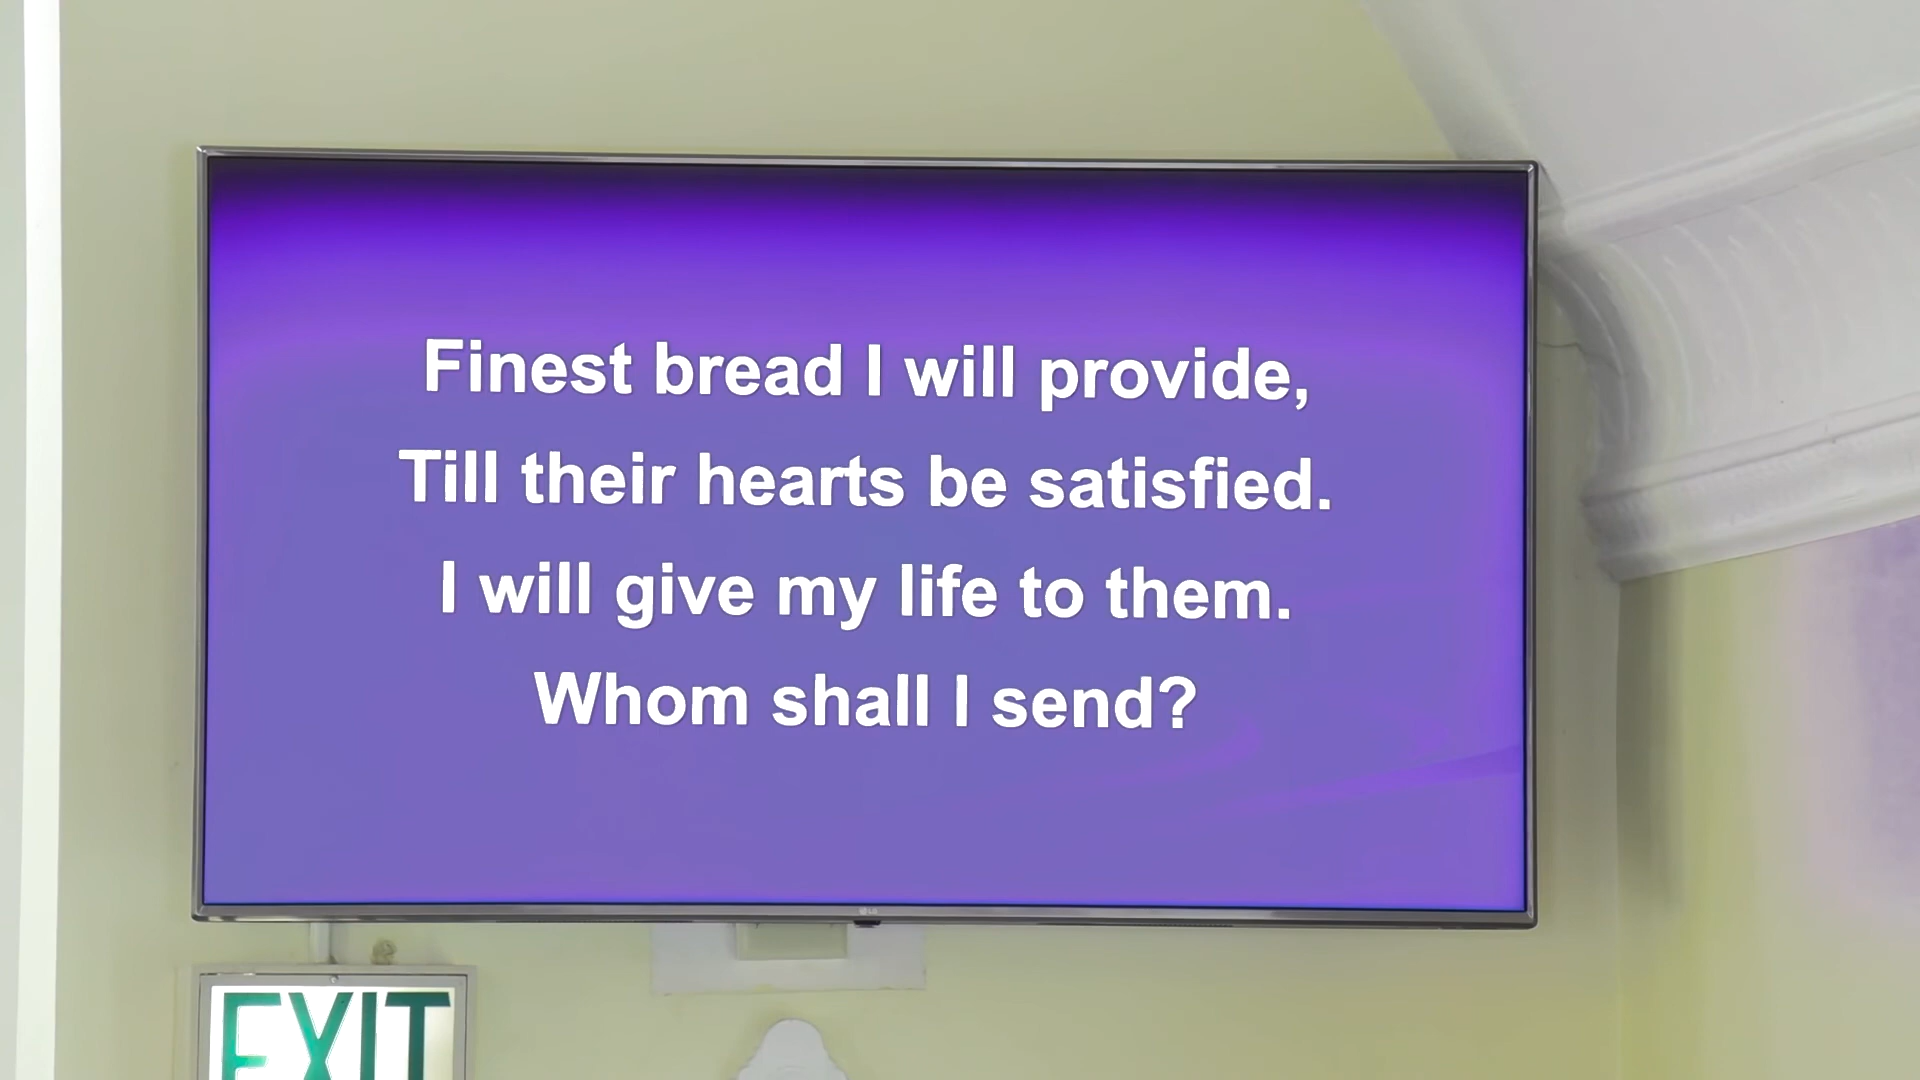 Finest bread I will provide,
Till their hearts be satisfied.
I will give my life to them.
Whom shall I send?
LG
EXIT